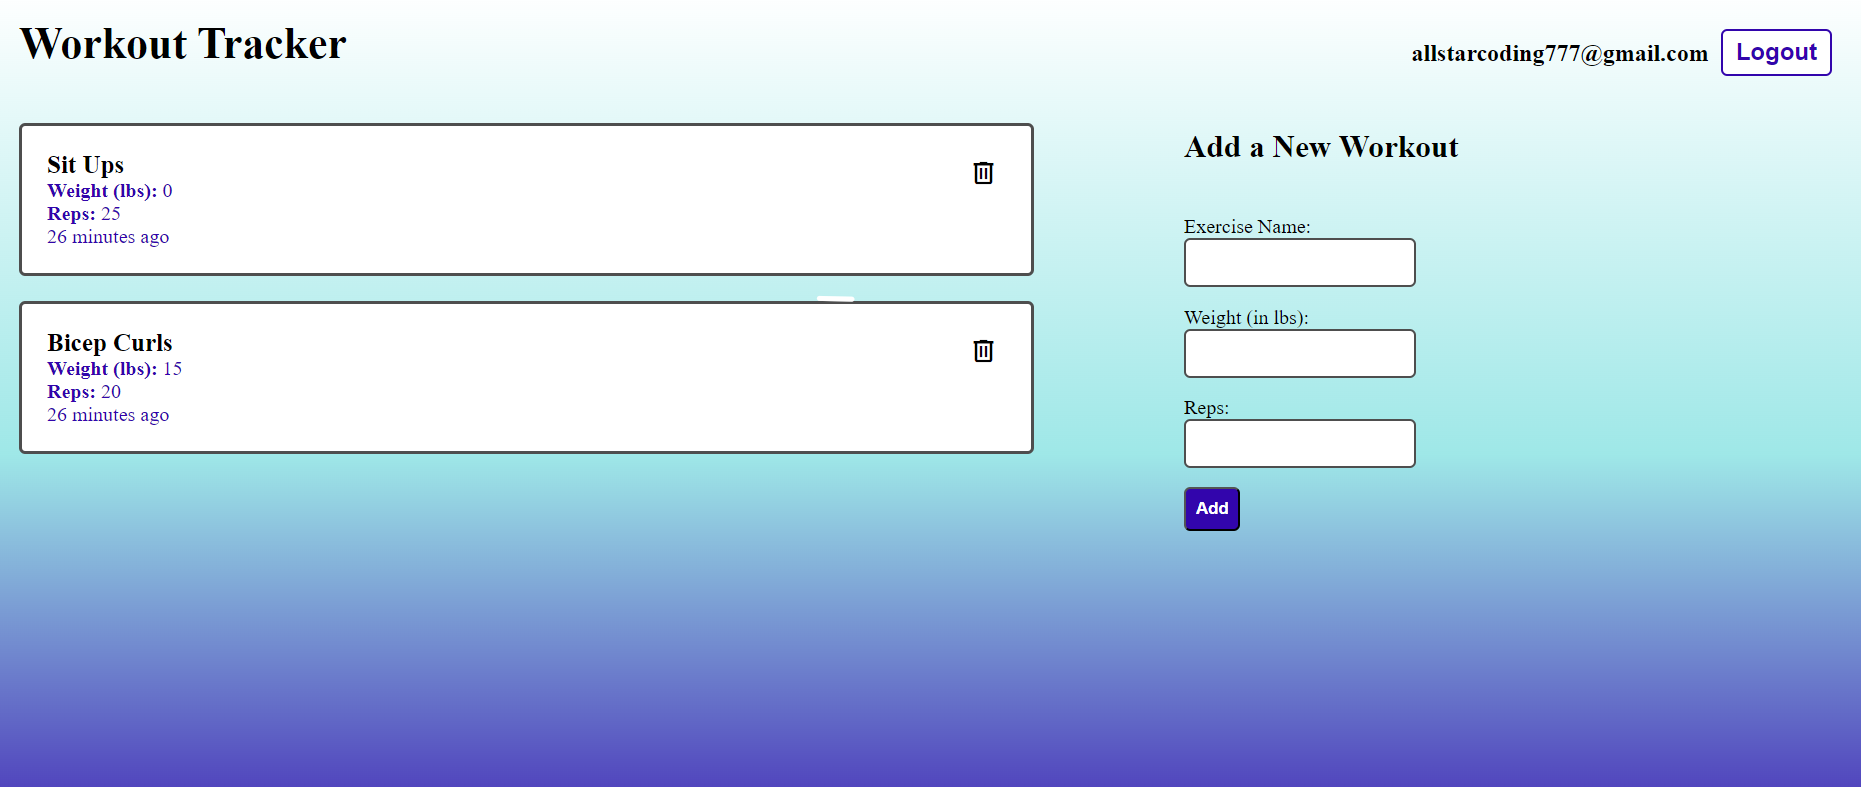 Workout Tracker
allstarcoding777@gmail.com
Logout
Sit Ups
Weight (lbs): 0
Reps: 25
26 minutes ago
Bicep Curls
Weight (lbs): 15
Reps: 20
26 minutes ago
Add a New Workout
Exercise Name:
Weight (in lbs):
Reps:
Add